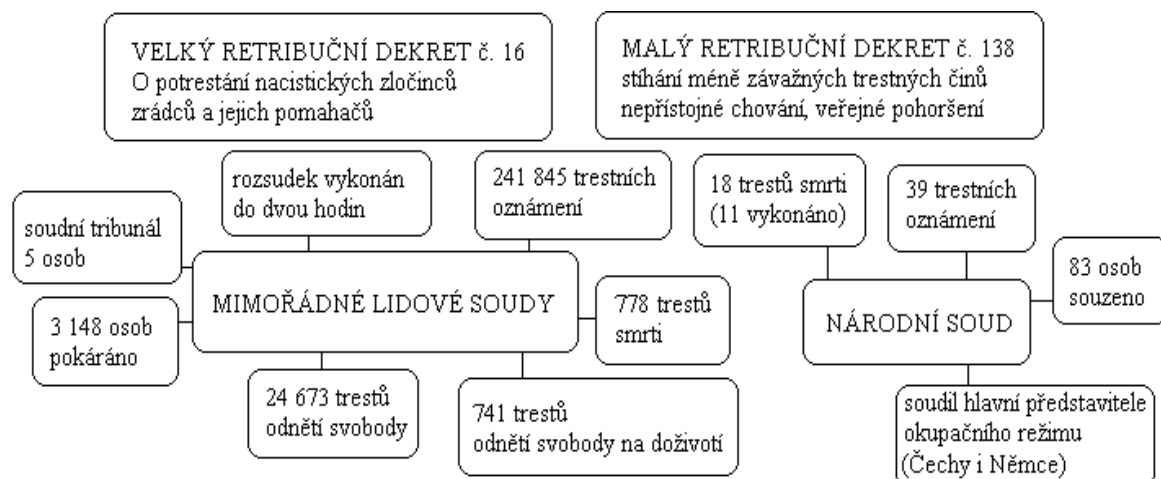 VELKÝ RETRIBUČNÍ DEKRET č. 16
O potrestání nacistických zločinců
zrádců a jejich pomahačů
MALÝ RETRIBUČNÍ DEKRET č. 138
stíhání méně závažných trestných činů
nepřístojné chování, veřejné pohoršení
rozsudek vykonán
do dvou hodin
241 845 trestních
oznámení
18 trestů smrti
(11 vykonáno)
39 trestních
oznámení
soudní tribunál
5 osob
83 osob
souzeno
MIMOŘÁDNÉ LIDOVÉ SOUDY
778 trestů
smrti
NÁRODNÍ SOUD
3 148 osob
pokáráno
24 673 trestů
odnětí svobody
741 trestů
odnětí svobody na doživotí
soudil hlavní představitele
okupačního režimu
(Čechy i Němce)